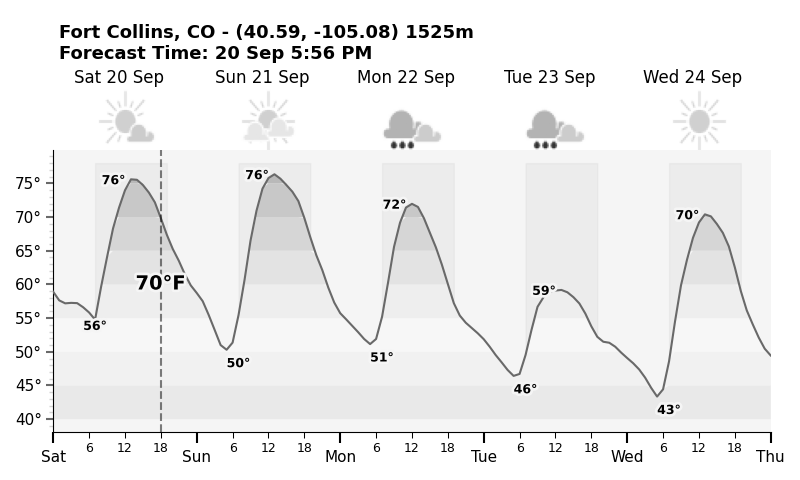 Fort Collins, CO - (40.59, -105.08) 1525m
Forecast Time: 20 Sep 5:56 PM
Sat 20 Sep Sun 21 Sep Mon 22 Sep Tue 23 Sep Wed 24 Sep
75° 76° 76°
70° 72° 70°
65°
60° 70°F 59°
55° 56°
50° 50° 51°
45° 46° 43°
40°
6 12 18 6 12 18 6 12 18 6 12 18 6 12 18
Sat Sun Mon Tue Wed Thu